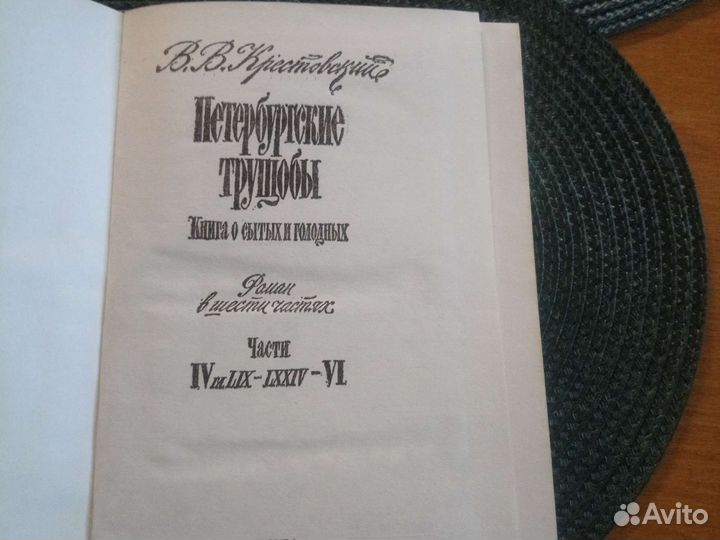 В.В.Крестовский
Петербургские
трущобы
Книга о сытых и голодных
Роман
в шести частях
Части
IV гл. LIX–LXXIV–VI
Avito